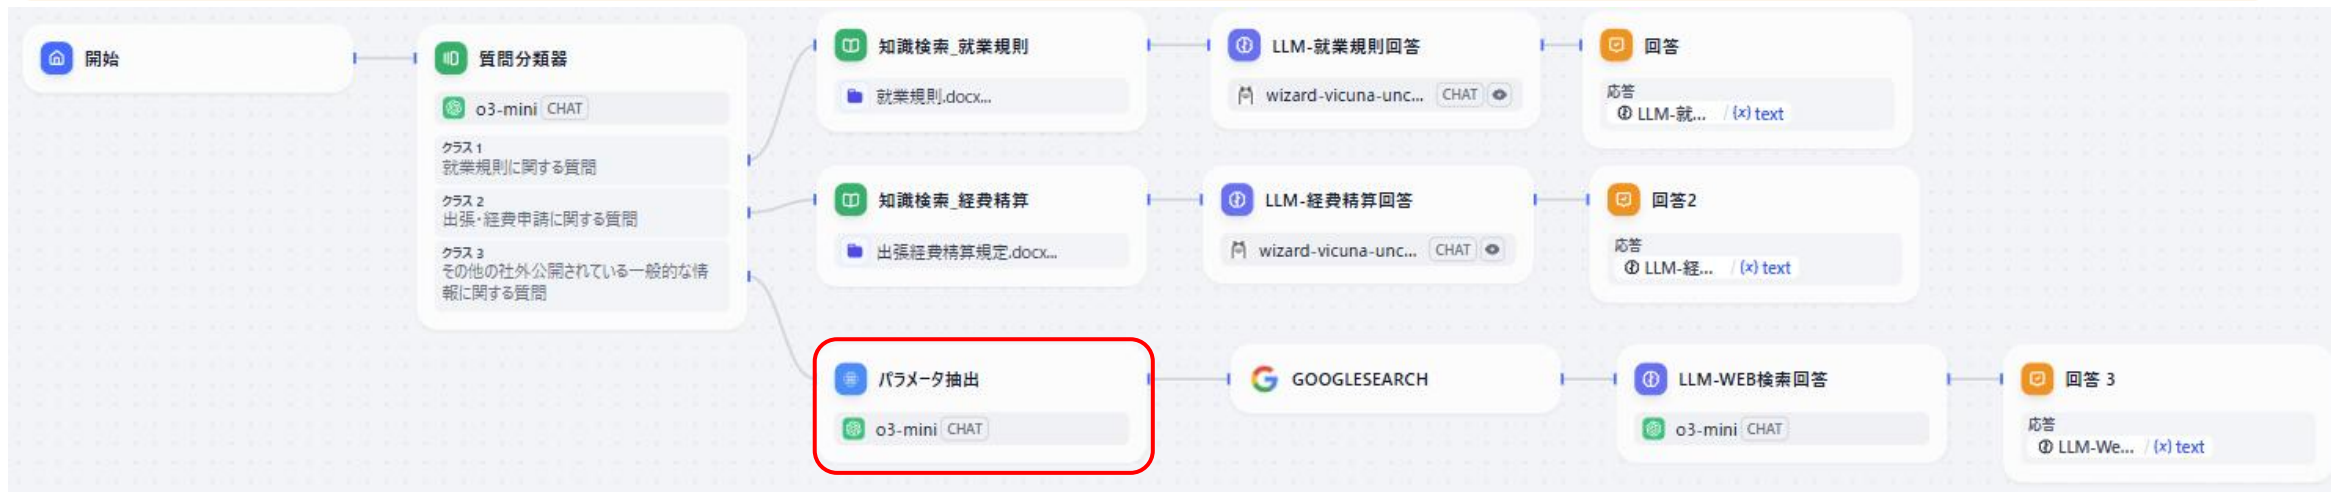 開始
質問分類器
o3-mini CHAT
クラス 1
就業規則に関する質問
クラス 2
出張・経費申請に関する質問
クラス 3
その他の社外公開されている一般的な情
報に関する質問
知識検索_就業規則
就業規則.docx...
LLM-就業規則回答
wizard-vicuna-unc... CHAT
回答
応答
LLM-就... / {x} text
知識検索_経費精算
出張経費精算規定.docx...
LLM-経費精算回答
wizard-vicuna-unc... CHAT
回答2
応答
LLM-経... / {x} text
パラメータ抽出
o3-mini CHAT
GOOGLESEARCH
LLM-WEB検索回答
o3-mini CHAT
回答 3
応答
LLM-We... / {x} text